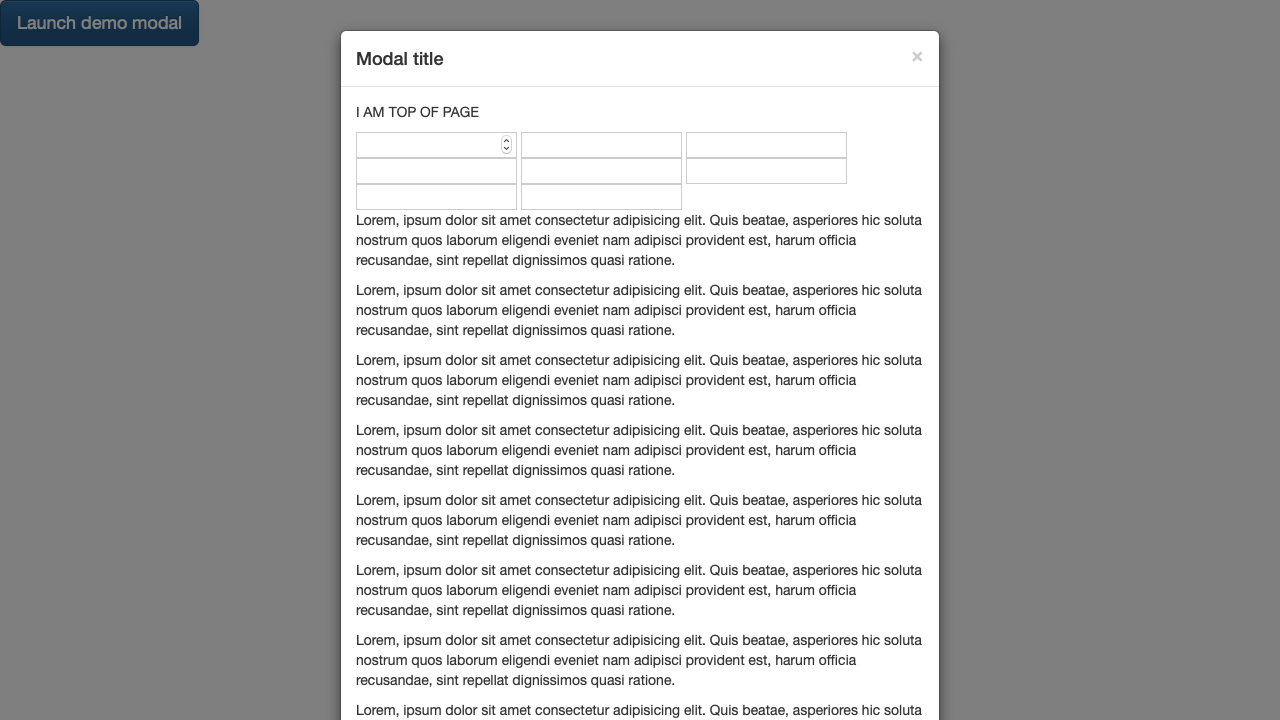 Launch demo modal
Modal title
×
I AM TOP OF PAGE
Lorem, ipsum dolor sit amet consectetur adipisicing elit. Quis beatae, asperiores hic soluta
nostrum quos laborum eligendi eveniet nam adipisci provident est, harum officia
recusandae, sint repellat dignissimos quasi ratione.
Lorem, ipsum dolor sit amet consectetur adipisicing elit. Quis beatae, asperiores hic soluta
nostrum quos laborum eligendi eveniet nam adipisci provident est, harum officia
recusandae, sint repellat dignissimos quasi ratione.
Lorem, ipsum dolor sit amet consectetur adipisicing elit. Quis beatae, asperiores hic soluta
nostrum quos laborum eligendi eveniet nam adipisci provident est, harum officia
recusandae, sint repellat dignissimos quasi ratione.
Lorem, ipsum dolor sit amet consectetur adipisicing elit. Quis beatae, asperiores hic soluta
nostrum quos laborum eligendi eveniet nam adipisci provident est, harum officia
recusandae, sint repellat dignissimos quasi ratione.
Lorem, ipsum dolor sit amet consectetur adipisicing elit. Quis beatae, asperiores hic soluta
nostrum quos laborum eligendi eveniet nam adipisci provident est, harum officia
recusandae, sint repellat dignissimos quasi ratione.
Lorem, ipsum dolor sit amet consectetur adipisicing elit. Quis beatae, asperiores hic soluta
nostrum quos laborum eligendi eveniet nam adipisci provident est, harum officia
recusandae, sint repellat dignissimos quasi ratione.
Lorem, ipsum dolor sit amet consectetur adipisicing elit. Quis beatae, asperiores hic soluta
nostrum quos laborum eligendi eveniet nam adipisci provident est, harum officia
recusandae, sint repellat dignissimos quasi ratione.
Lorem, ipsum dolor sit amet consectetur adipisicing elit. Quis beatae, asperiores hic soluta